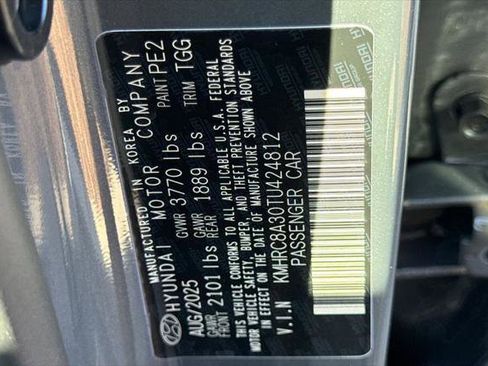 MANUFACTURED IN KOREA BY
HYUNDAI MOTOR COMPANY
AUG/2025 GVWR 3770 lbs PAINT PE2
GAWR FRONT 2101 lbs GAWR REAR 1889 lbs TRIM TGG
THIS VEHICLE CONFORMS TO ALL APPLICABLE U.S.A. FEDERAL
MOTOR VEHICLE SAFETY, BUMPER, AND THEFT PREVENTION STANDARDS
IN EFFECT ON THE DATE OF MANUFACTURE SHOWN ABOVE
V.I.N KMHRC8A30TU424812
PASSENGER CAR